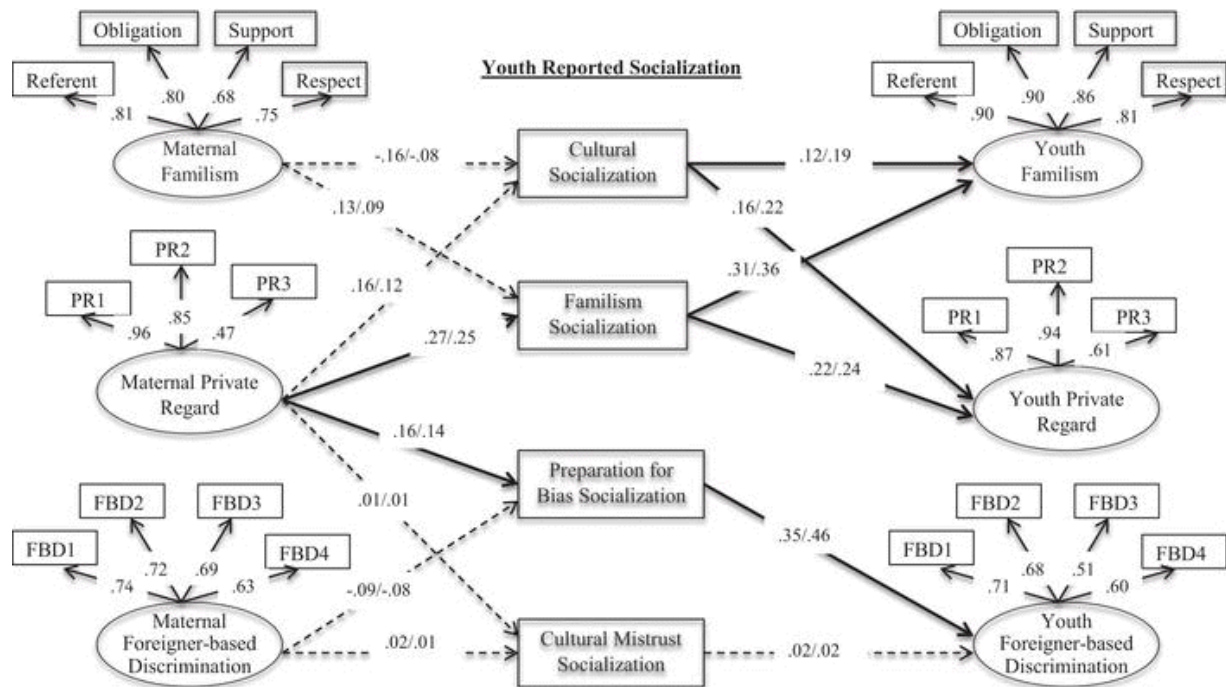 Obligation
Support
Referent
Respect
.81
.80
.68
.75
Maternal
Familism
Youth Reported Socialization
Obligation
Support
Referent
Respect
.90
.90
.86
.81
Youth
Familism
-.16/-.08
Cultural
Socialization
.12/.19
.13/.09
.16/.22
PR2
PR1
PR3
.96
.85
.47
Maternal Private
Regard
.16/.12
.27/.25
Familism
Socialization
.31/.36
.22/.24
PR2
PR1
PR3
.87
.94
.61
Youth Private
Regard
.16/.14
.01/.01
Preparation for
Bias Socialization
.35/.46
FBD2
FBD3
FBD1
FBD4
.74
.72
.69
.63
Maternal
Foreigner-based
Discrimination
-.09/-.08
.02/.01
Cultural Mistrust
Socialization
.02/.02
FBD2
FBD3
FBD1
FBD4
.71
.68
.51
.60
Youth
Foreigner-based
Discrimination